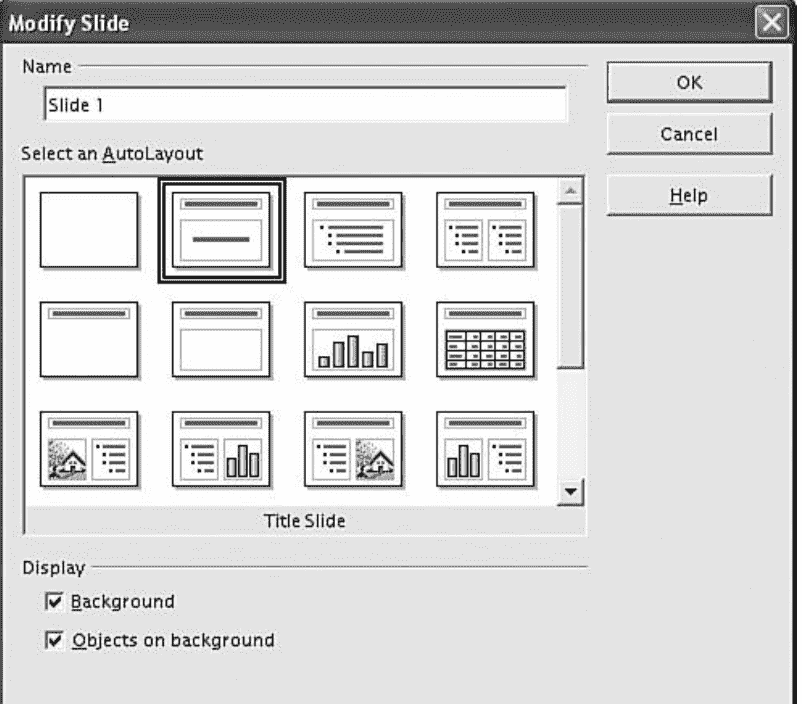 Modify Slide
Name
OK
Slide 1
Cancel
Select an AutoLayout
Help
Title Slide
Display
Background
Objects on background